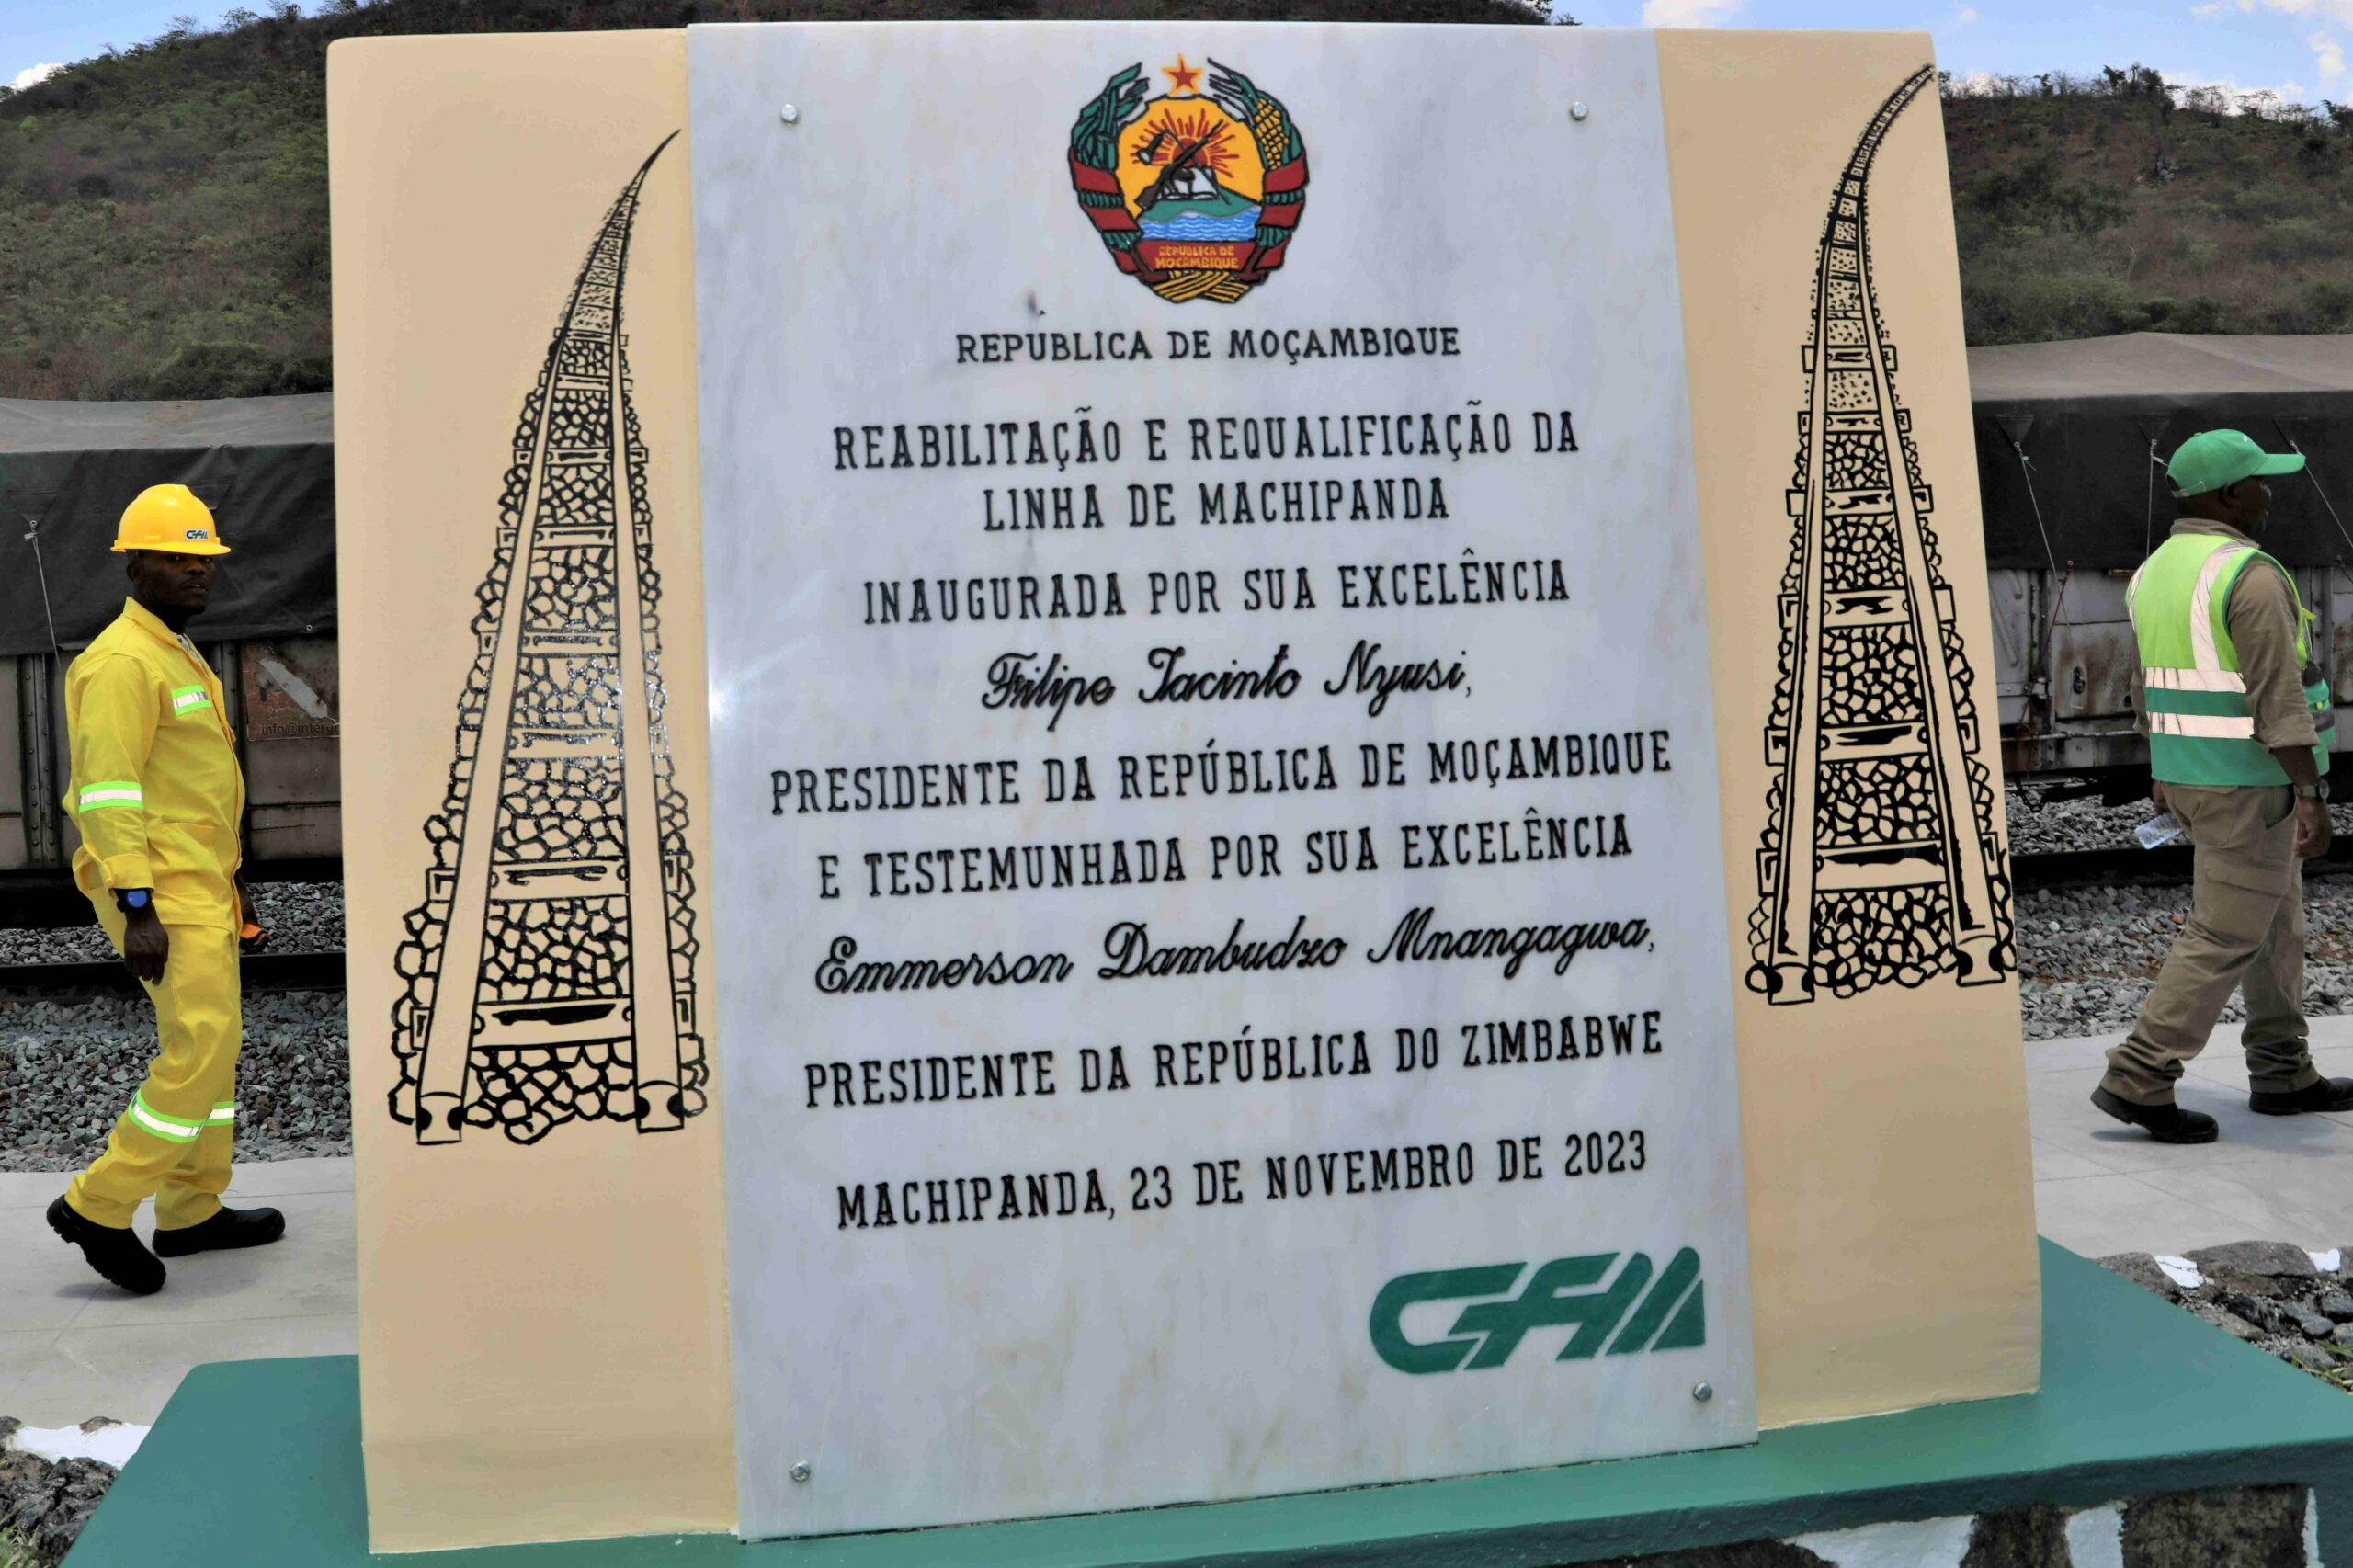 REPÚBLICA DE
MOÇAMBIQUE
REPÚBLICA DE MOÇAMBIQUE
REABILITAÇÃO E REQUALIFICAÇÃO DA
LINHA DE MACHIPANDA
INAUGURADA POR SUA EXCELÊNCIA
Filipe Jacinto Nyusi,
PRESIDENTE DA REPÚBLICA DE MOÇAMBIQUE
E TESTEMUNHADA POR SUA EXCELÊNCIA
Emmerson Dambudzo Mnangagwa,
PRESIDENTE DA REPÚBLICA DO ZIMBABWE
MACHIPANDA, 23 DE NOVEMBRO DE 2023
CFM
CFM